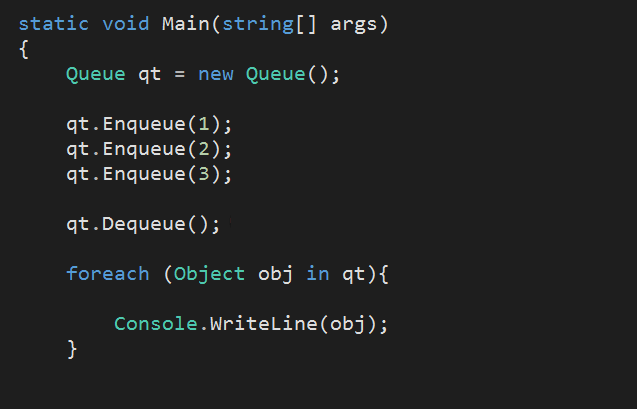 static void Main(string[] args)
{
Queue qt = new Queue();
qt.Enqueue(1);
qt.Enqueue(2);
qt.Enqueue(3);
qt.Dequeue();
foreach (Object obj in qt){
Console.WriteLine(obj);
}